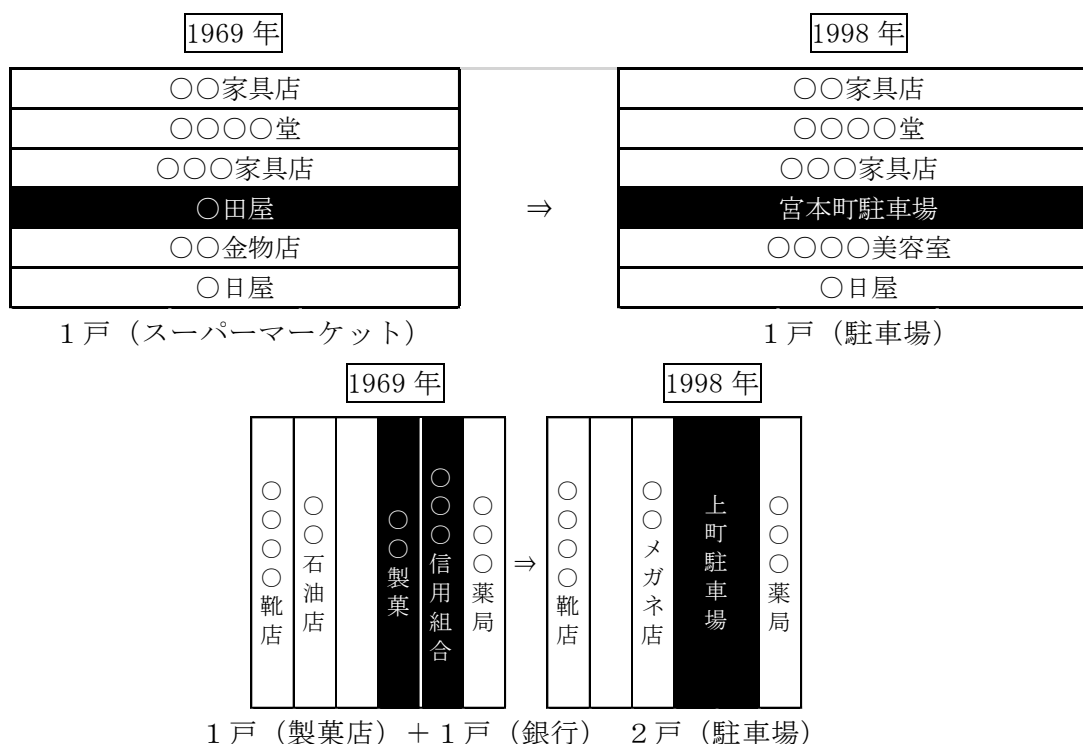 1969 年
1998 年
○○家具店
○○○○堂
○○○家具店
○田屋
○○金物店
○日屋
⇒
○○家具店
○○○○堂
○○○家具店
宮本町駐車場
○○○○美容室
○日屋
1戸（スーパーマーケット）
1戸（駐車場）
1969 年
1998 年
○○○○靴店
○○石油店
○○製菓
○○○信用組合
○○○薬局
⇒
○○○○靴店
○○メガネ店
上町駐車場
○○○薬局
1戸（製菓店）＋1戸（銀行）
2戸（駐車場）